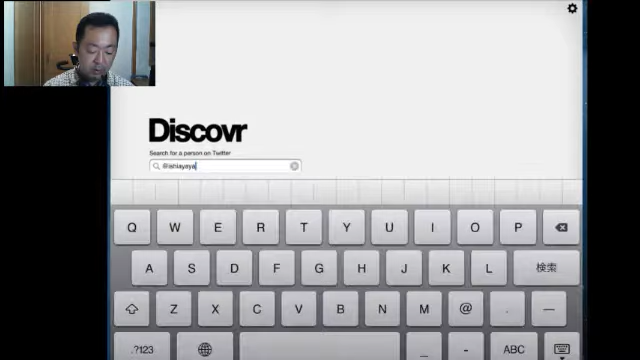 Discovr
Search for a person on Twitter
@ishiayaya
Q W E R T Y U I O P
A S D F G H J K L 検索
Z X C V B N M @ . —
.?123 _ - ABC